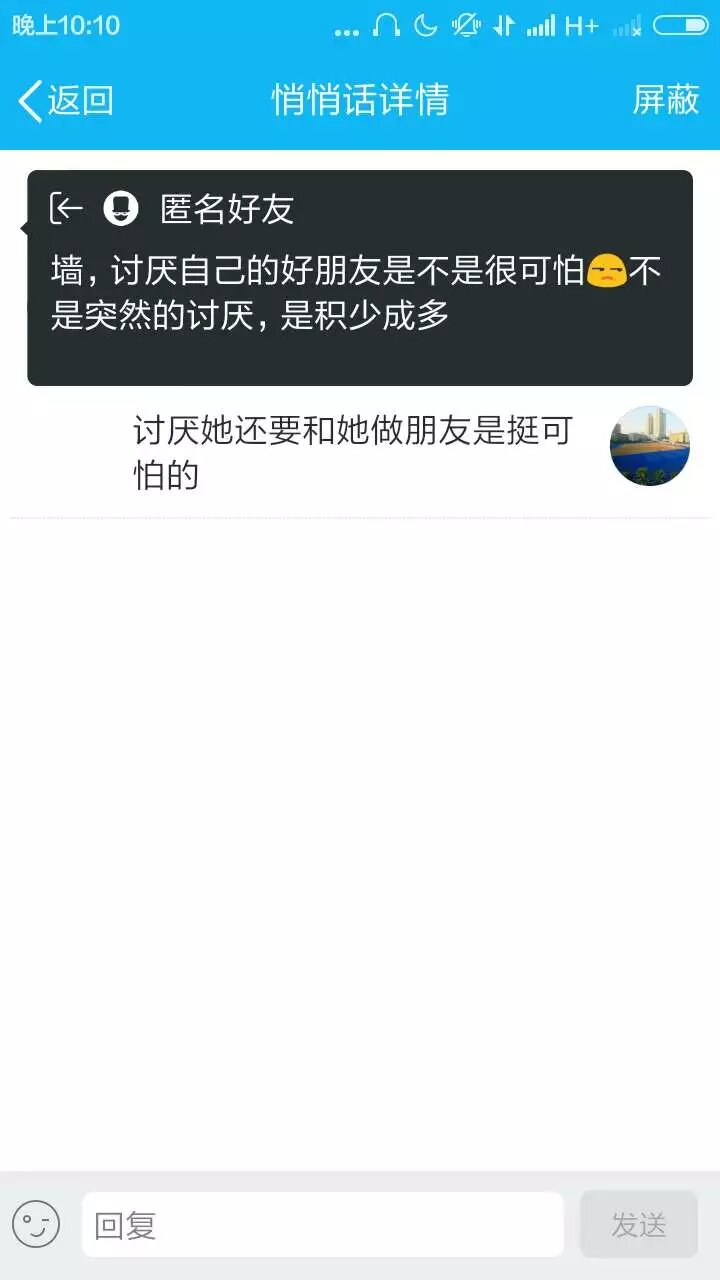 晚上10:10
H+
返回
悄悄话详情
屏蔽
匿名好友
墙,讨厌自己的好朋友是不是很可怕😒不
是突然的讨厌,是积少成多
讨厌她还要和她做朋友是挺可
怕的
回复
发送